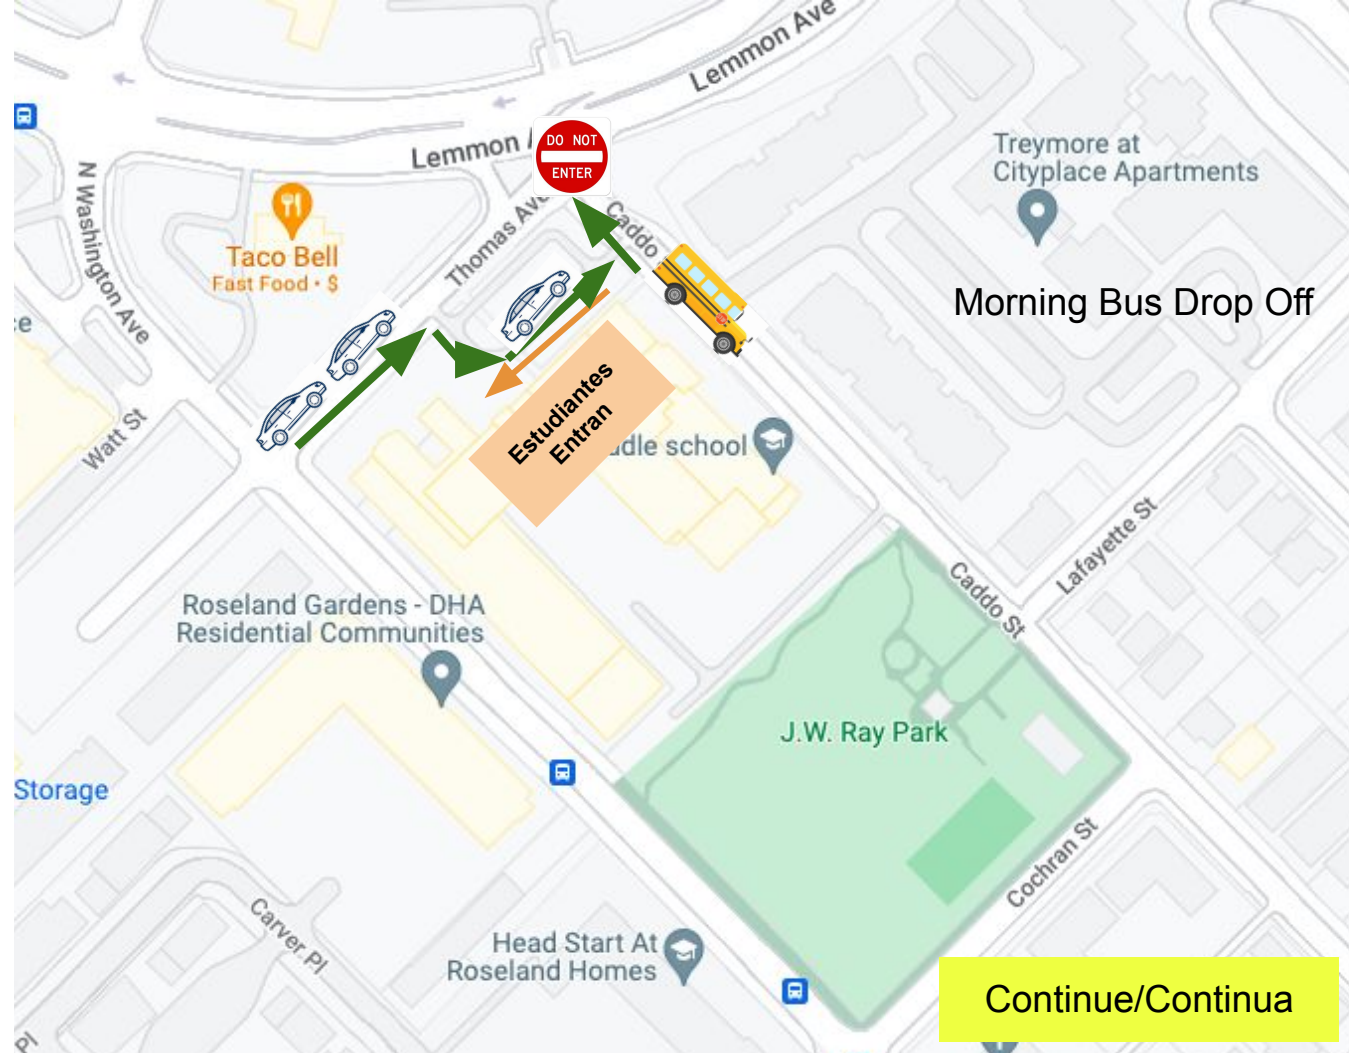 Lemmon Ave
DO NOT
ENTER
Lemmon
Treymore at
Cityplace Apartments
N Washington Ave
Taco Bell
Fast Food • $
Thomas Ave
Caddo
Morning Bus Drop Off
Estudiantes
Entran
school
Watt St
Lafayette St
Caddo St
Roseland Gardens - DHA
Residential Communities
J.W. Ray Park
Storage
Cochran St
Carver Pl
Head Start At
Roseland Homes
Continue/Continua
Pl